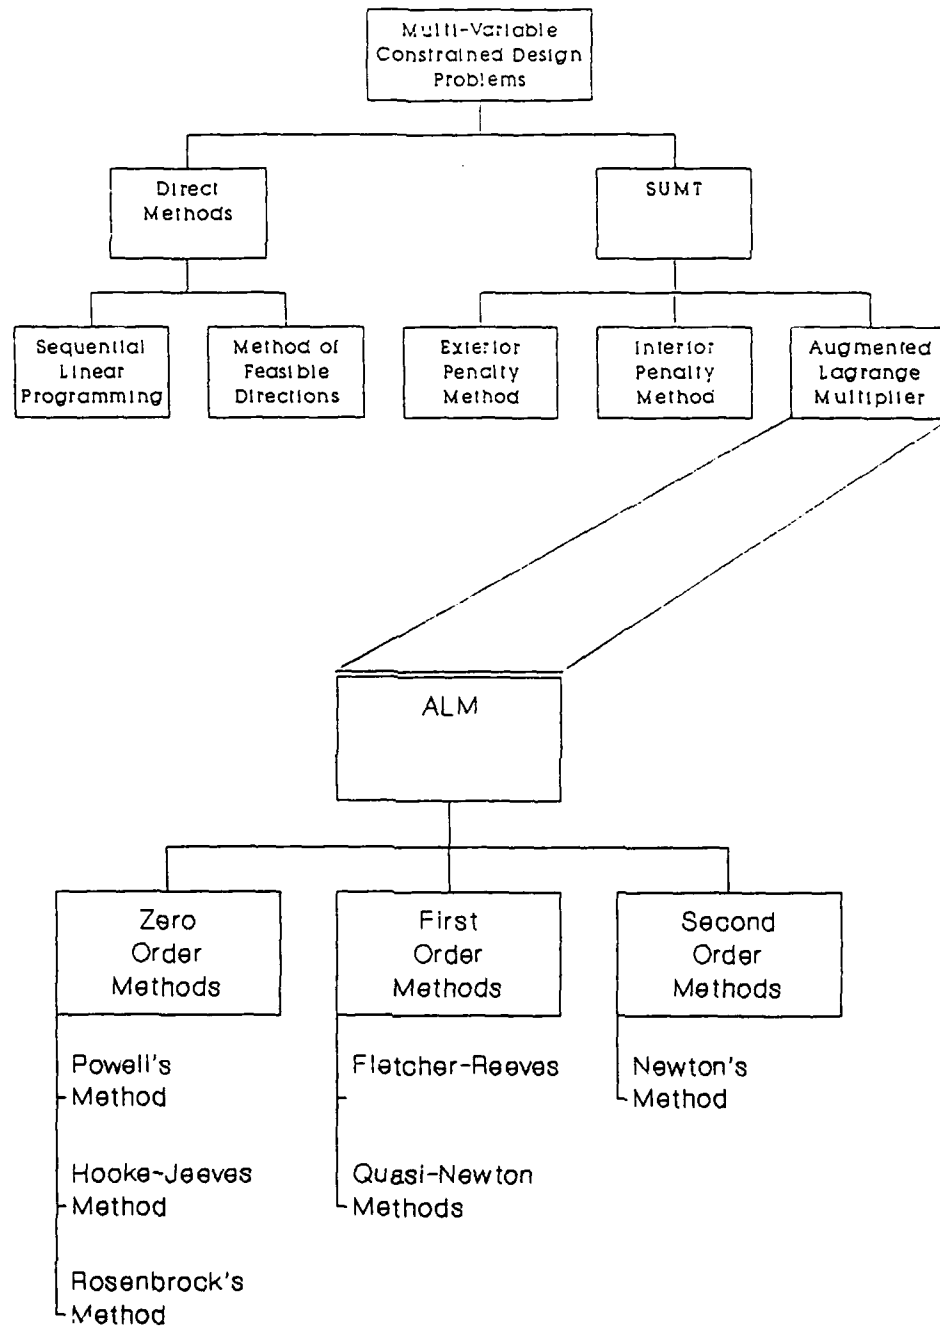 Multi-Variable
Constrained Design
Problems
Direct
Methods
SUMT
Sequential
Linear
Programming
Method of
Feasible
Directions
Exterior
Penalty
Method
Interior
Penalty
Method
Augmented
Lagrange
Multiplier
ALM
Zero
Order
Methods
First
Order
Methods
Second
Order
Methods
Powell's
Method
Hooke-Jeeves
Method
Rosenbrock's
Method
Fletcher-Reeves
Quasi-Newton
Methods
Newton's
Method